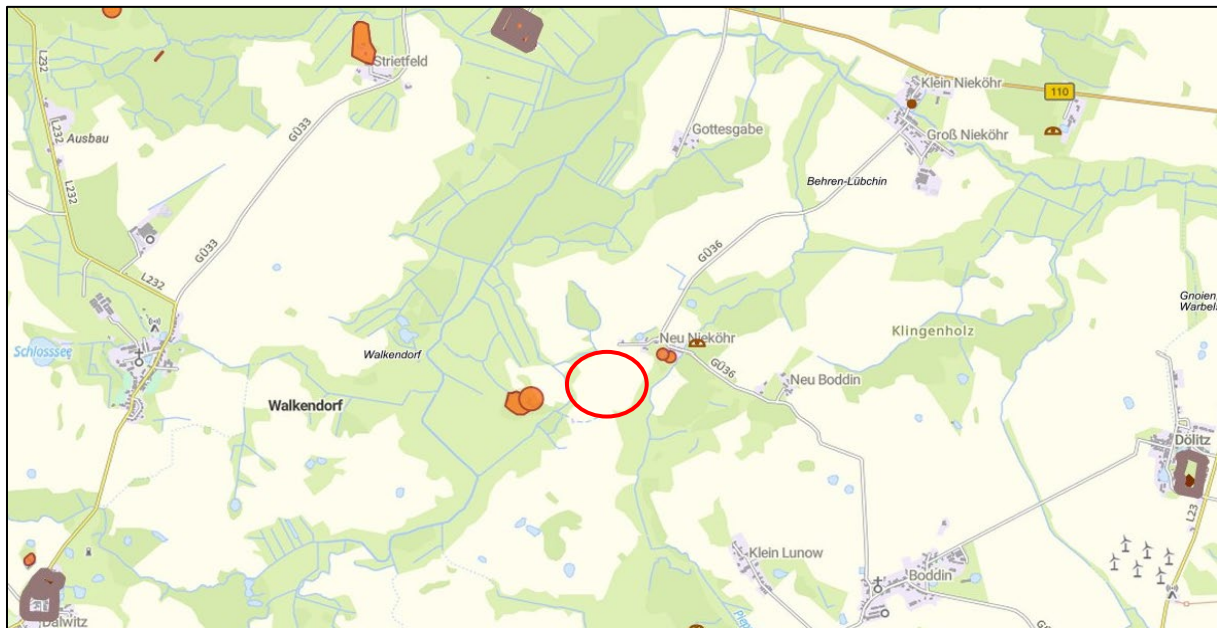 L232
Strietfeld
Klein Nieköhr
110
L232
Ausbau
GÜ33
Gottesgabe
Groß Nieköhr
Behren-Lübchin
L232
GÜ33
GÜ36
L232
Gnoien,
Klingenholz
Neu Nieköhr
Schlosssee
Walkendorf
GÜ36
Neu Boddin
Walkendorf
Dölitz
L23
Klein Lunow
Boddin
Dalwitz